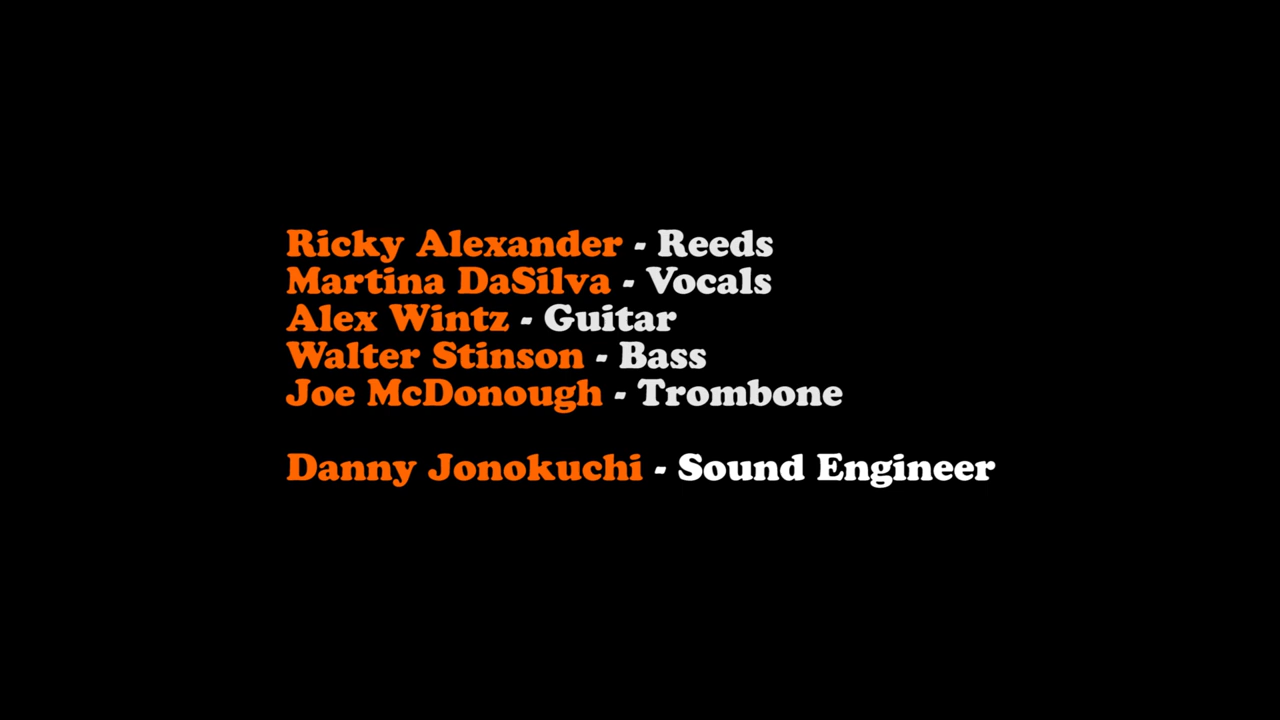 Ricky Alexander - Reeds
Martina DaSilva - Vocals
Alex Wintz - Guitar
Walter Stinson - Bass
Joe McDonough - Trombone
Danny Jonokuchi - Sound Engineer